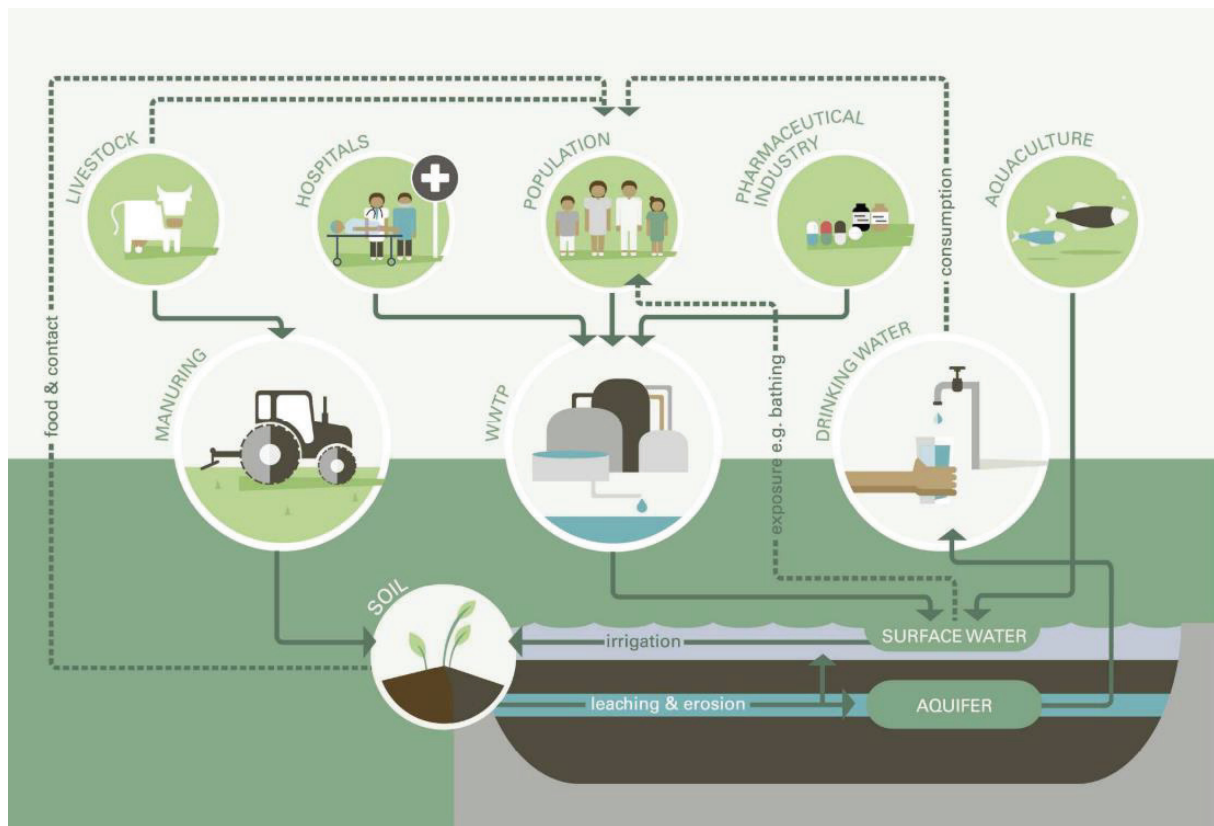 LIVESTOCK
HOSPITALS
POPULATION
PHARMACEUTICAL
INDUSTRY
AQUACULTURE
food & contact
MANURING
WWTP
exposure e.g. bathing
DRINKING WATER
consumption
SOIL
irrigation
SURFACE WATER
leaching & erosion
AQUIFER